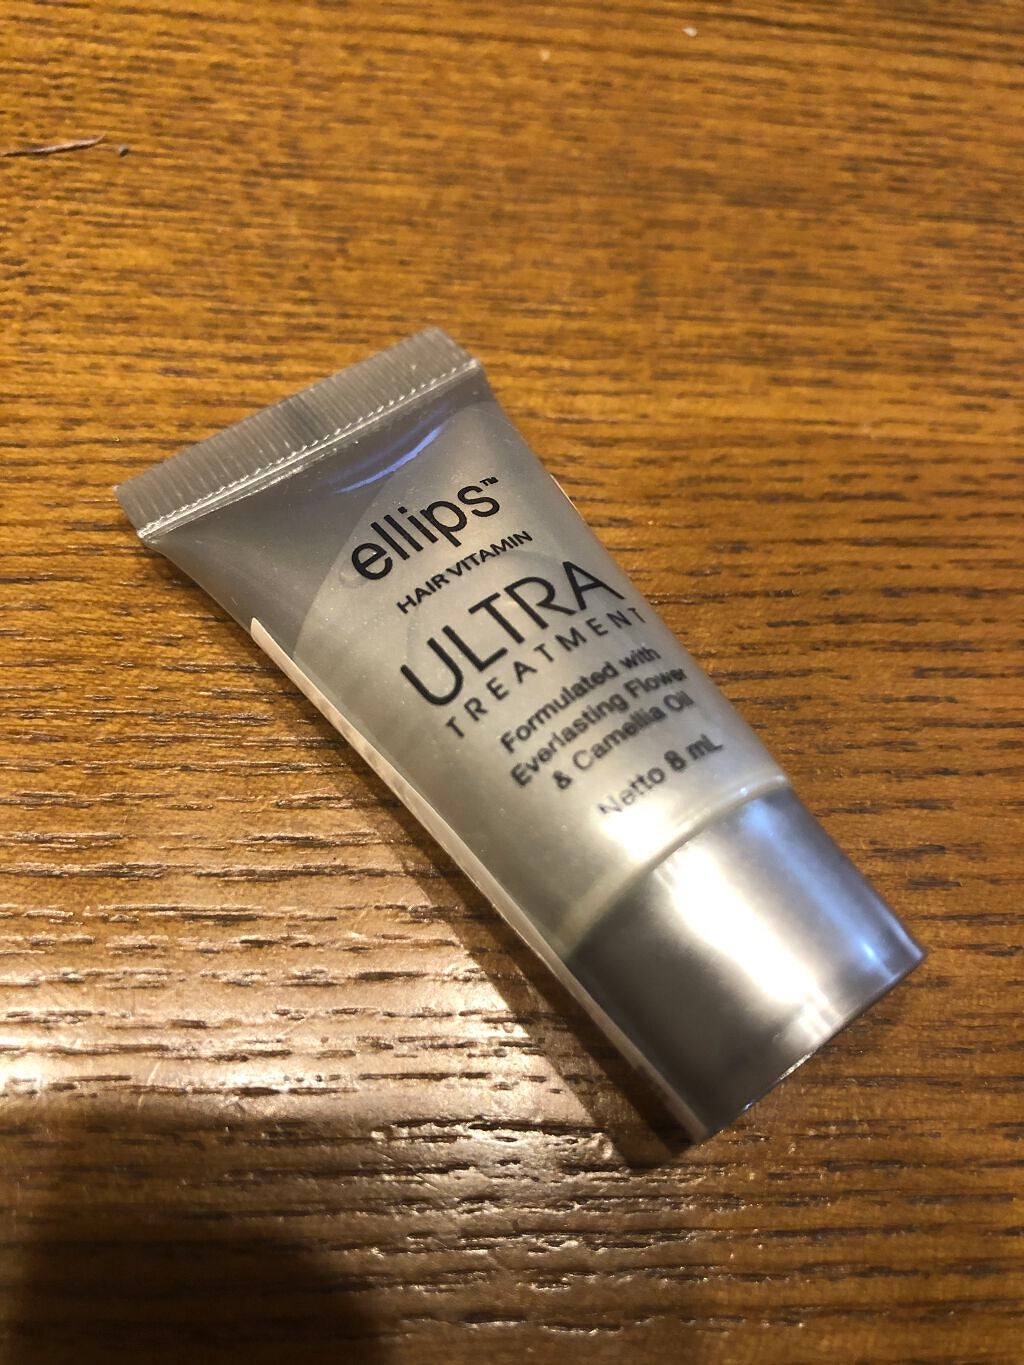 ellips™
HAIR VITAMIN
ULTRA
TREATMENT
Formulated with
Everlasting Flower
& Camellia Oil
Netto 8 mL